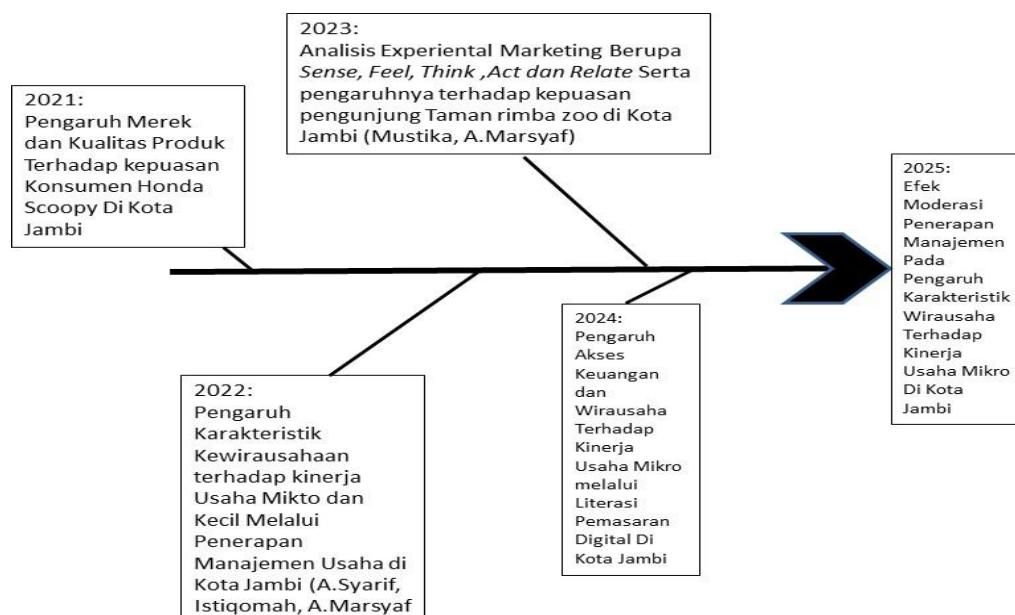 2021:
Pengaruh Merek
dan Kualitas Produk
Terhadap kepuasan
Konsumen Honda
Scoopy Di Kota
Jambi
2022:
Pengaruh
Karakteristik
Kewirausahaan
terhadap kinerja
Usaha Mikto dan
Kecil Melalui
Penerapan
Manajemen Usaha di
Kota Jambi (A.Syarif,
Istiqomah, A.Marsyaf
2023:
Analisis Experiental Marketing Berupa
Sense, Feel, Think ,Act dan Relate Serta
pengaruhnya terhadap kepuasan
pengunjung Taman rimba zoo di Kota
Jambi (Mustika, A.Marsyaf)
2024:
Pengaruh
Akses
Keuangan
dan
Wirausaha
Terhadap
Kinerja
Usaha Mikro
melalui
Literasi
Pemasaran
Digital Di
Kota Jambi
2025:
Efek
Moderasi
Penerapan
Manajemen
Pada
Pengaruh
Karakteristik
Wirausaha
Terhadap
Kinerja
Usaha Mikro
Di Kota
Jambi